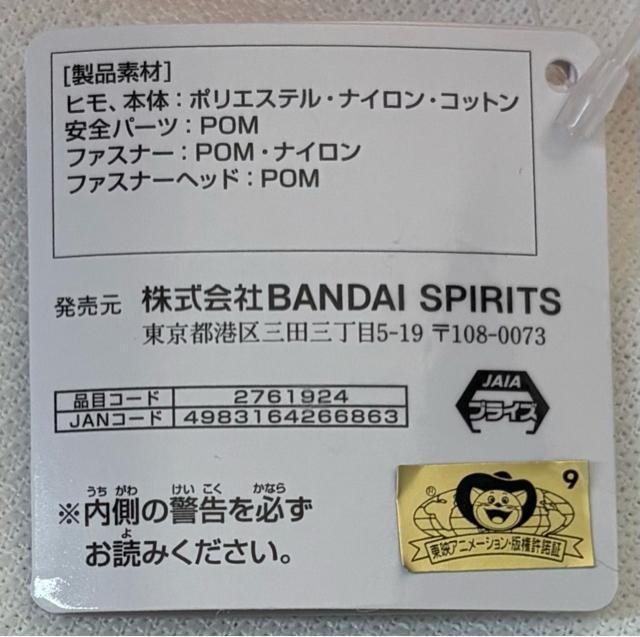 [製品素材]
ヒモ、本体：ポリエステル・ナイロン・コットン
安全パーツ：POM
ファスナー：POM・ナイロン
ファスナーヘッド：POM
発売元 株式会社BANDAI SPIRITS
東京都港区三田三丁目5-19 〒108-0073
品目コード 2761924
JANコード 4983164266863
JAIA
プライズ
うち がわ けい こく かなら
※内側の警告を必ず
よ
お読みください。
9
®
東映アニメーション・版権許諾証